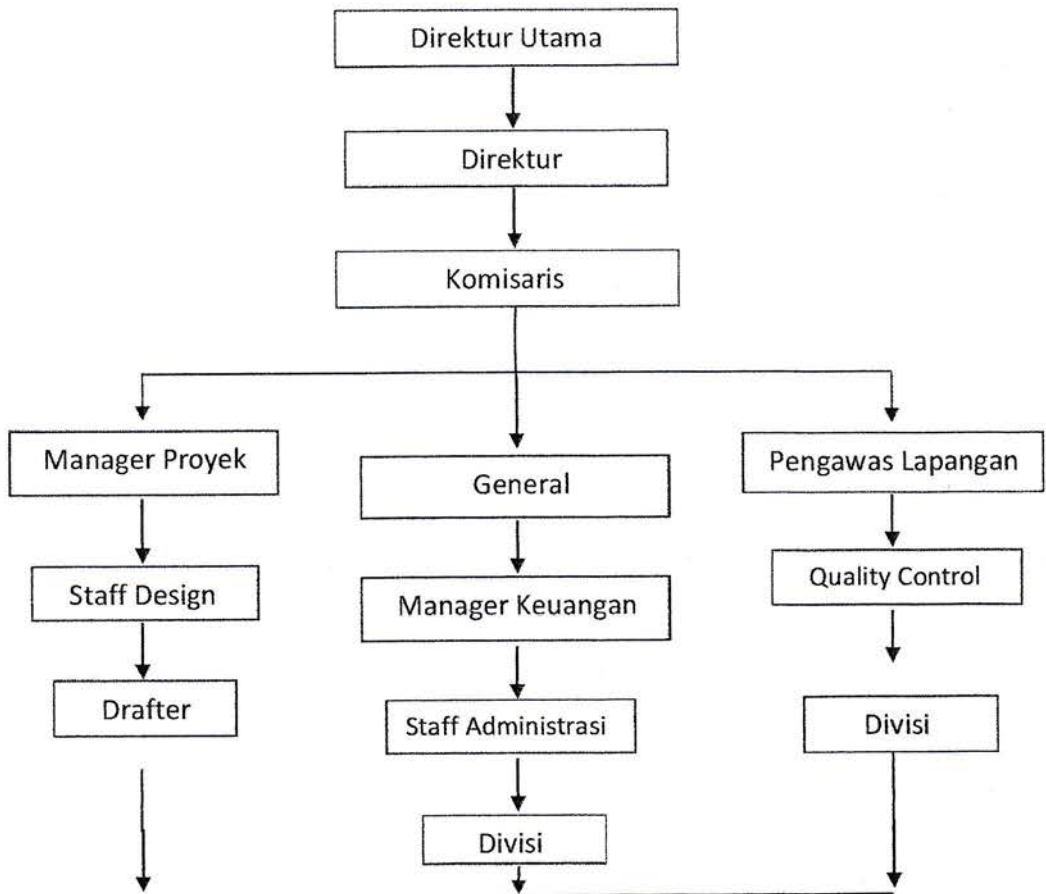 Direktur Utama
Direktur
Komisaris
Manager Proyek
General
Pengawas Lapangan
Staff Design
Manager Keuangan
Quality Control
Drafter
Staff Administrasi
Divisi
Divisi